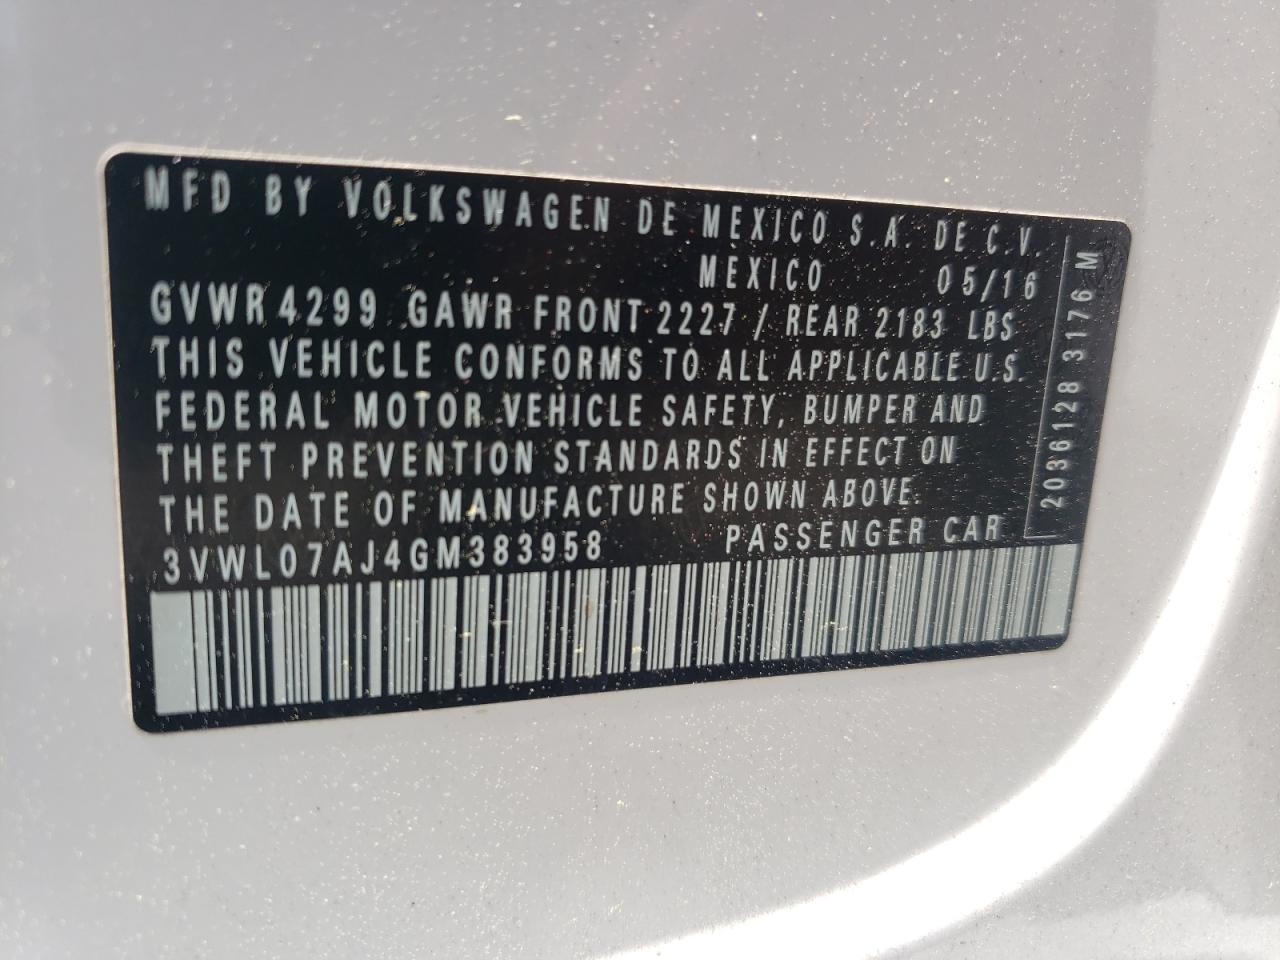 MFD BY VOLKSWAGEN DE MEXICO S.A. DE C.V.
MEXICO 05/16
GVWR 4299 GAWR FRONT 2227 / REAR 2183 LBS
THIS VEHICLE CONFORMS TO ALL APPLICABLE U.S.
FEDERAL MOTOR VEHICLE SAFETY, BUMPER AND
THEFT PREVENTION STANDARDS IN EFFECT ON
THE DATE OF MANUFACTURE SHOWN ABOVE.
3VWL07AJ4GM383958 PASSENGER CAR
2036128 3176 M